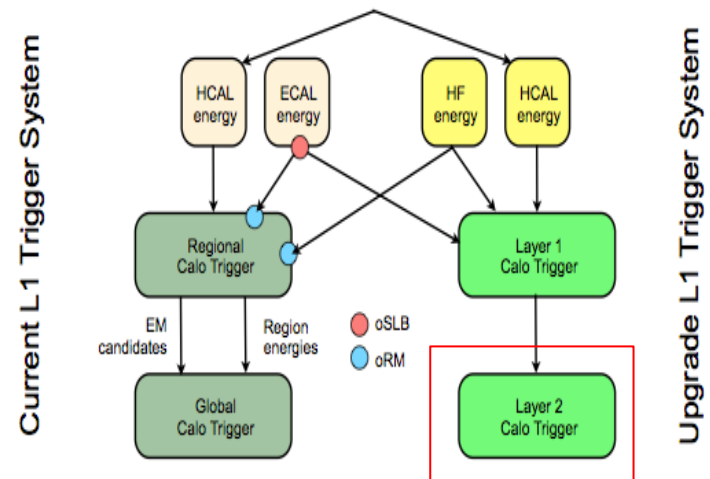 Current L1 Trigger System
HCAL
energy
ECAL
energy
HF
energy
HCAL
energy
Regional
Calo Trigger
Layer 1
Calo Trigger
EM
candidates
Region
energies
oSLB
oRM
Global
Calo Trigger
Layer 2
Calo Trigger
Upgrade L1 Trigger System